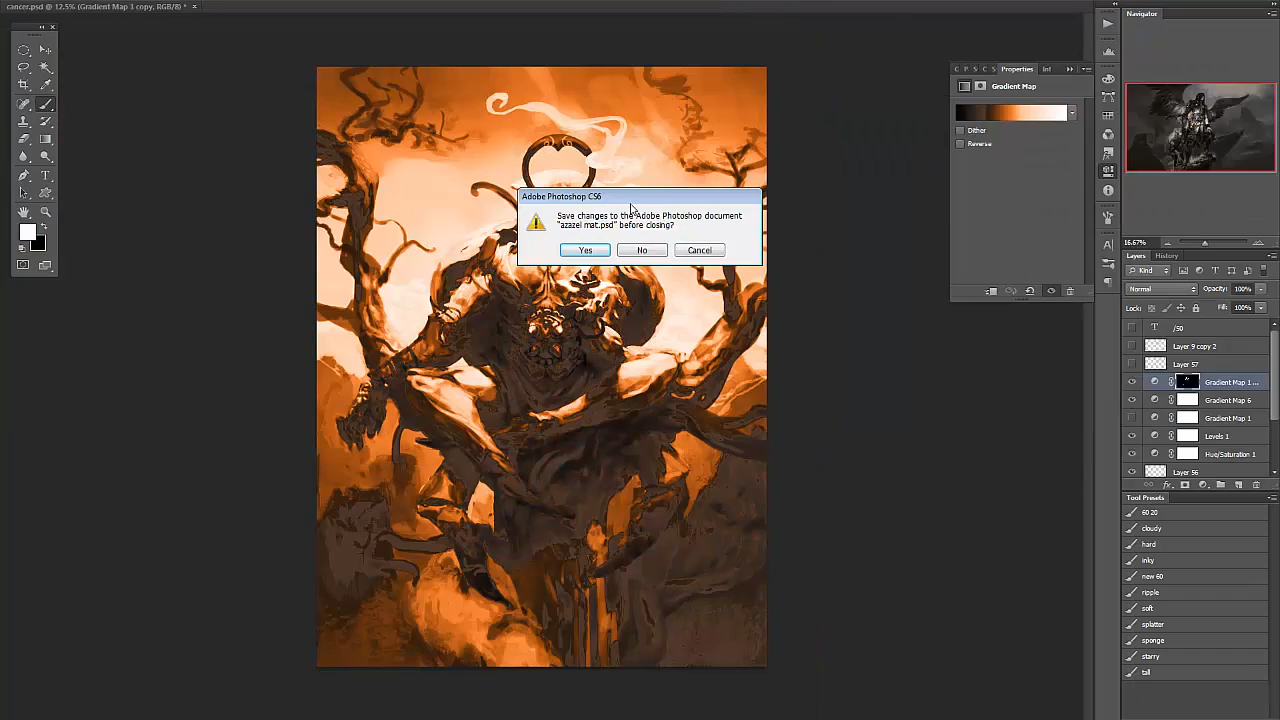 cancer.psd @ 12.5% (Gradient Map 1 copy, RGB/8) *
Navigator
C P S C S Properties Int
Gradient Map
Dither
Reverse
Adobe Photoshop CS6
Save changes to the Adobe Photoshop document
"azazel mat.psd" before closing?
Yes No Cancel
16.67%
Layers History
Kind
Normal Opacity: 100%
Lock: Fill: 100%
T /50
Layer 9 copy 2
Layer 57
Gradient Map 1 ...
Gradient Map 6
Gradient Map 1
Levels 1
Hue/Saturation 1
Layer 56
fx
Tool Presets
60 20
cloudy
hard
inky
new 60
ripple
soft
splatter
sponge
starry
tall